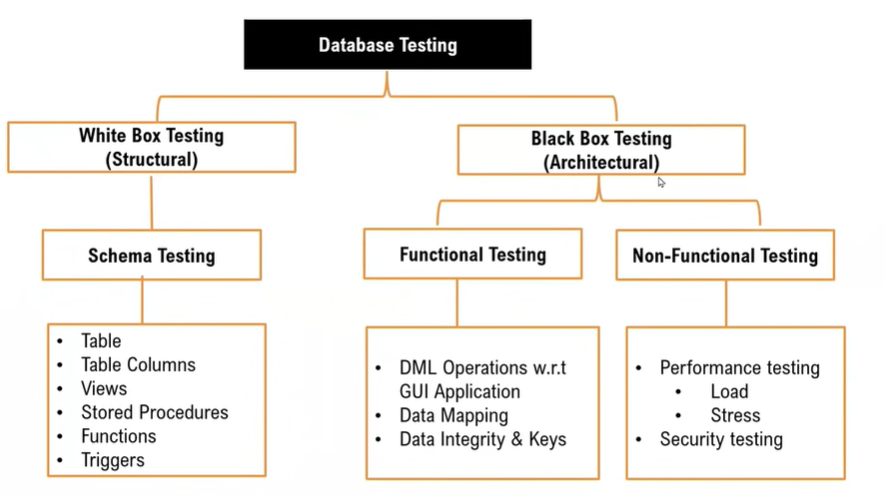 Database Testing
White Box Testing
(Structural)
Black Box Testing
(Architectural)
Schema Testing
Functional Testing
Non-Functional Testing
• Table
• Table Columns
• Views
• Stored Procedures
• Functions
• Triggers
• DML Operations w.r.t
GUI Application
• Data Mapping
• Data Integrity & Keys
• Performance testing
• Load
• Stress
• Security testing